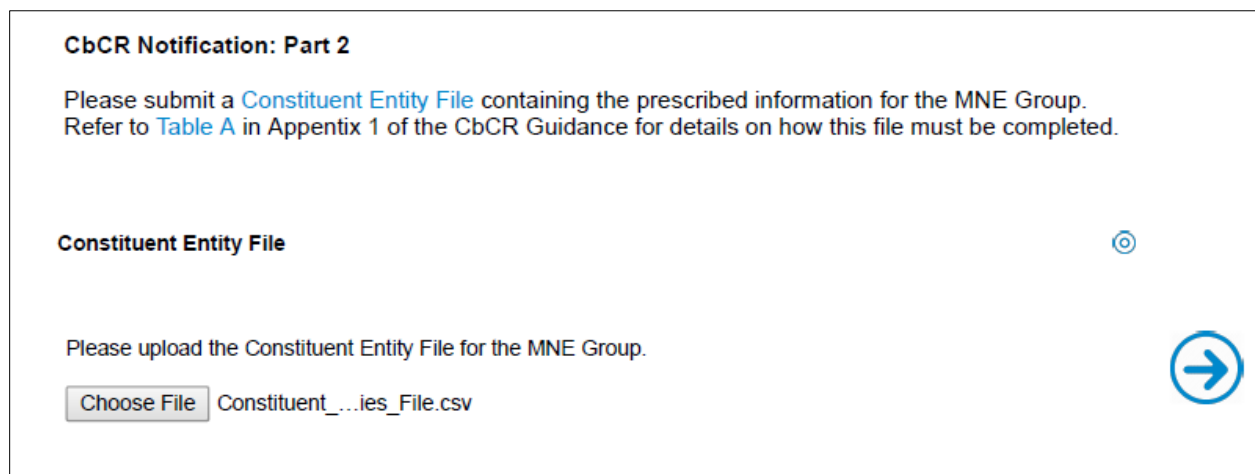 CbCR Notification: Part 2
Please submit a Constituent Entity File containing the prescribed information for the MNE Group.
Refer to Table A in Appentix 1 of the CbCR Guidance for details on how this file must be completed.
Constituent Entity File
Please upload the Constituent Entity File for the MNE Group.
Choose File Constituent_...ies_File.csv